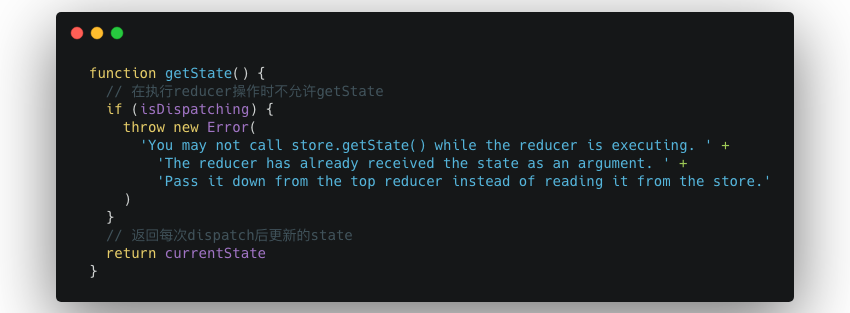 function getState() {
// 在执行reducer操作时不允许getState
if (isDispatching) {
throw new Error(
'You may not call store.getState() while the reducer is executing. ' +
'The reducer has already received the state as an argument. ' +
'Pass it down from the top reducer instead of reading it from the store.'
)
}
// 返回每次dispatch后更新的state
return currentState
}